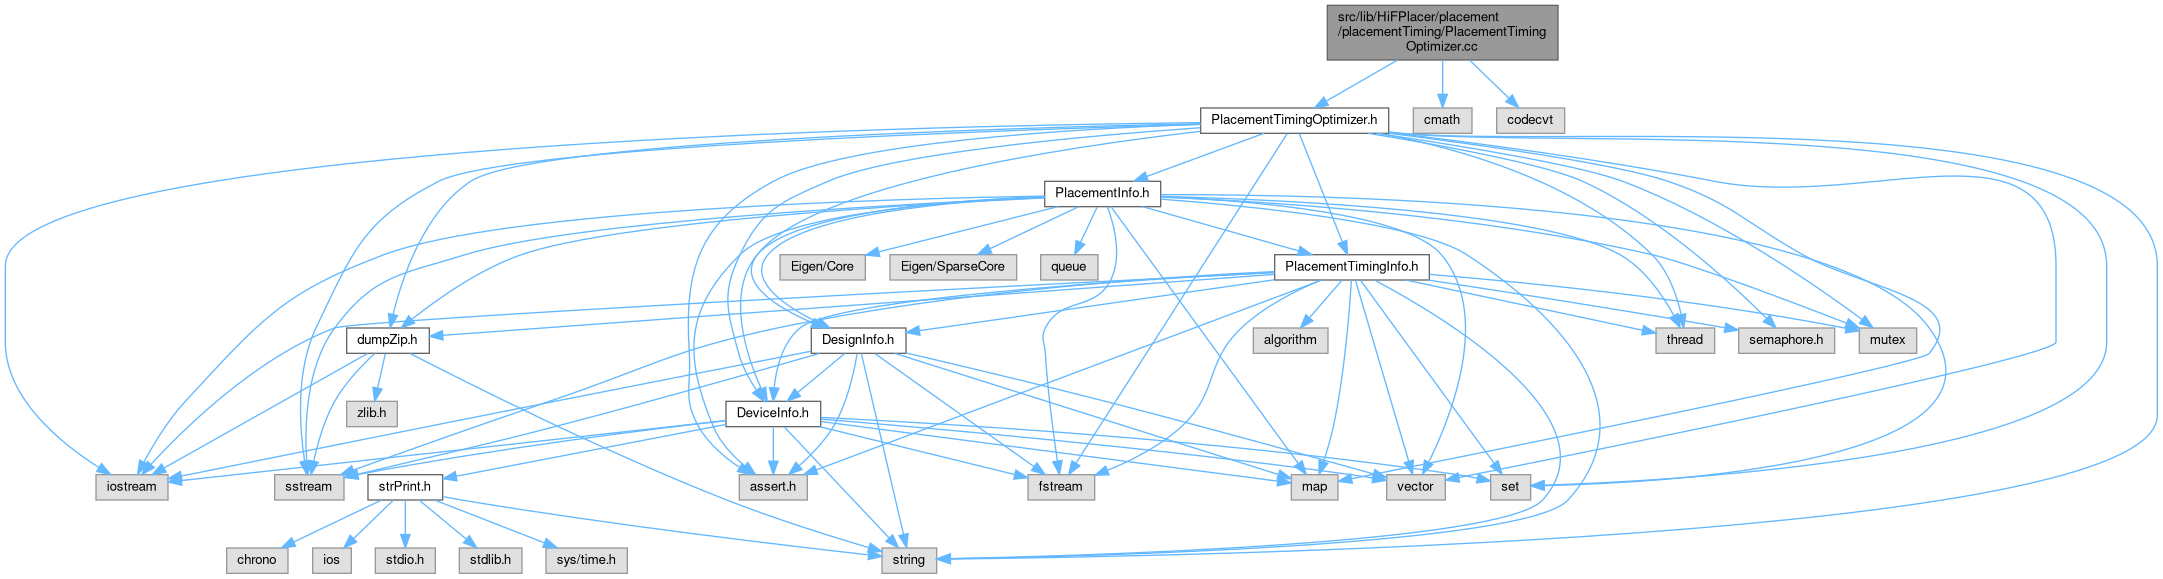 src/lib/HiFPlacer/placement
/placementTiming/PlacementTiming
Optimizer.cc
PlacementTimingOptimizer.h
cmath
codecvt
PlacementInfo.h
Eigen/Core
Eigen/SparseCore
queue
PlacementTimingInfo.h
dumpZip.h
DesignInfo.h
algorithm
thread
semaphore.h
mutex
zlib.h
DeviceInfo.h
iostream
sstream
strPrint.h
assert.h
fstream
map
vector
set
chrono
ios
stdio.h
stdlib.h
sys/time.h
string